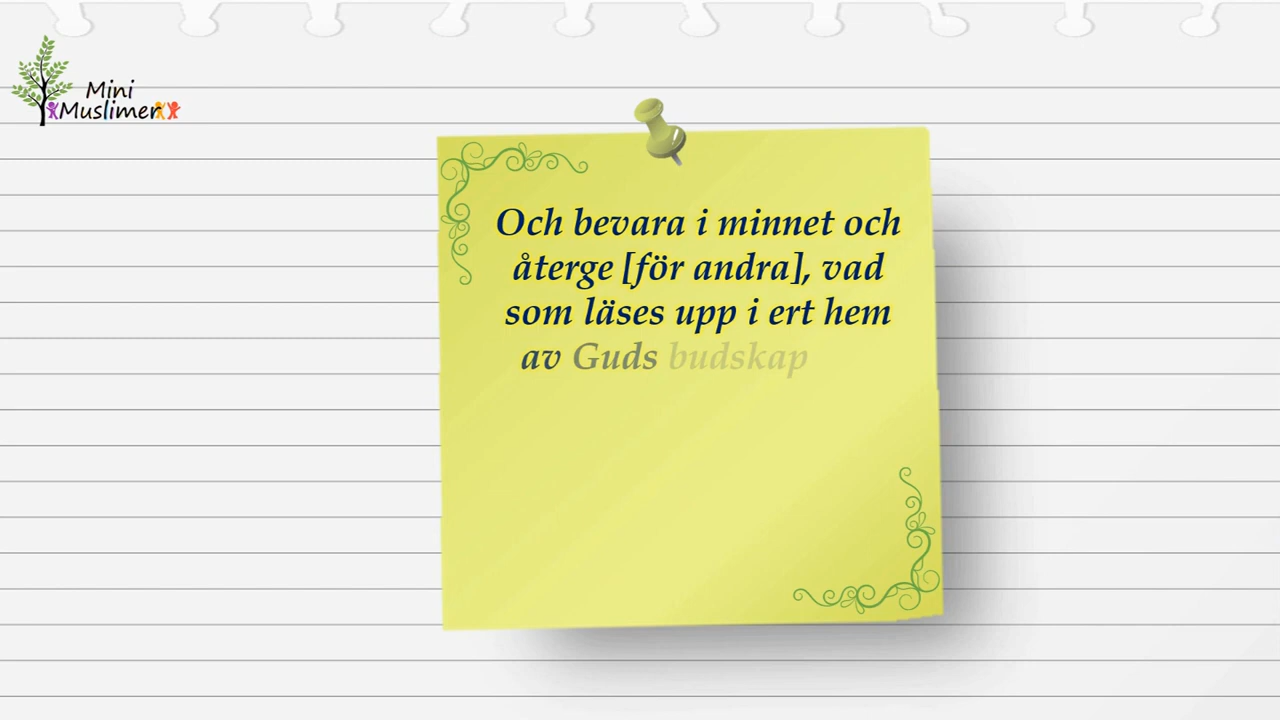 Mini
Muslimer
Och bevara i minnet och
återge [för andra], vad
som läses upp i ert hem
av Guds budskap